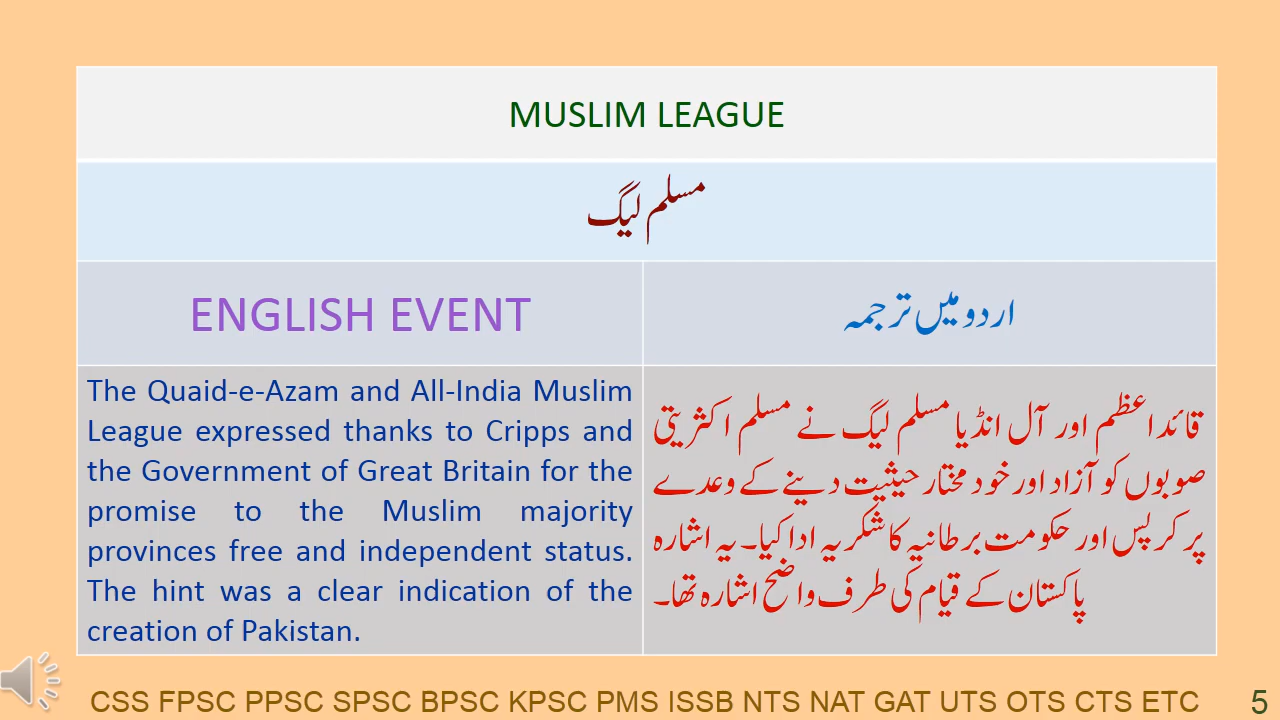 MUSLIM LEAGUE
مسلم لیگ
ENGLISH EVENT
اردو میں ترجمہ
The Quaid-e-Azam and All-India Muslim
League expressed thanks to Cripps and
the Government of Great Britain for the
promise to the Muslim majority
provinces free and independent status.
The hint was a clear indication of the
creation of Pakistan.
قائداعظم اور آل انڈیا مسلم لیگ نے مسلم اکثریتی
صوبوں کو آزاد اور خود مختار حیثیت دینے کے وعدے
پر کرپس اور حکومت برطانیہ کا شکریہ ادا کیا۔ یہ اشارہ
پاکستان کے قیام کی طرف واضح اشارہ تھا۔
CSS FPSC PPSC SPSC BPSC KPSC PMS ISSB NTS NAT GAT UTS OTS CTS ETC
5